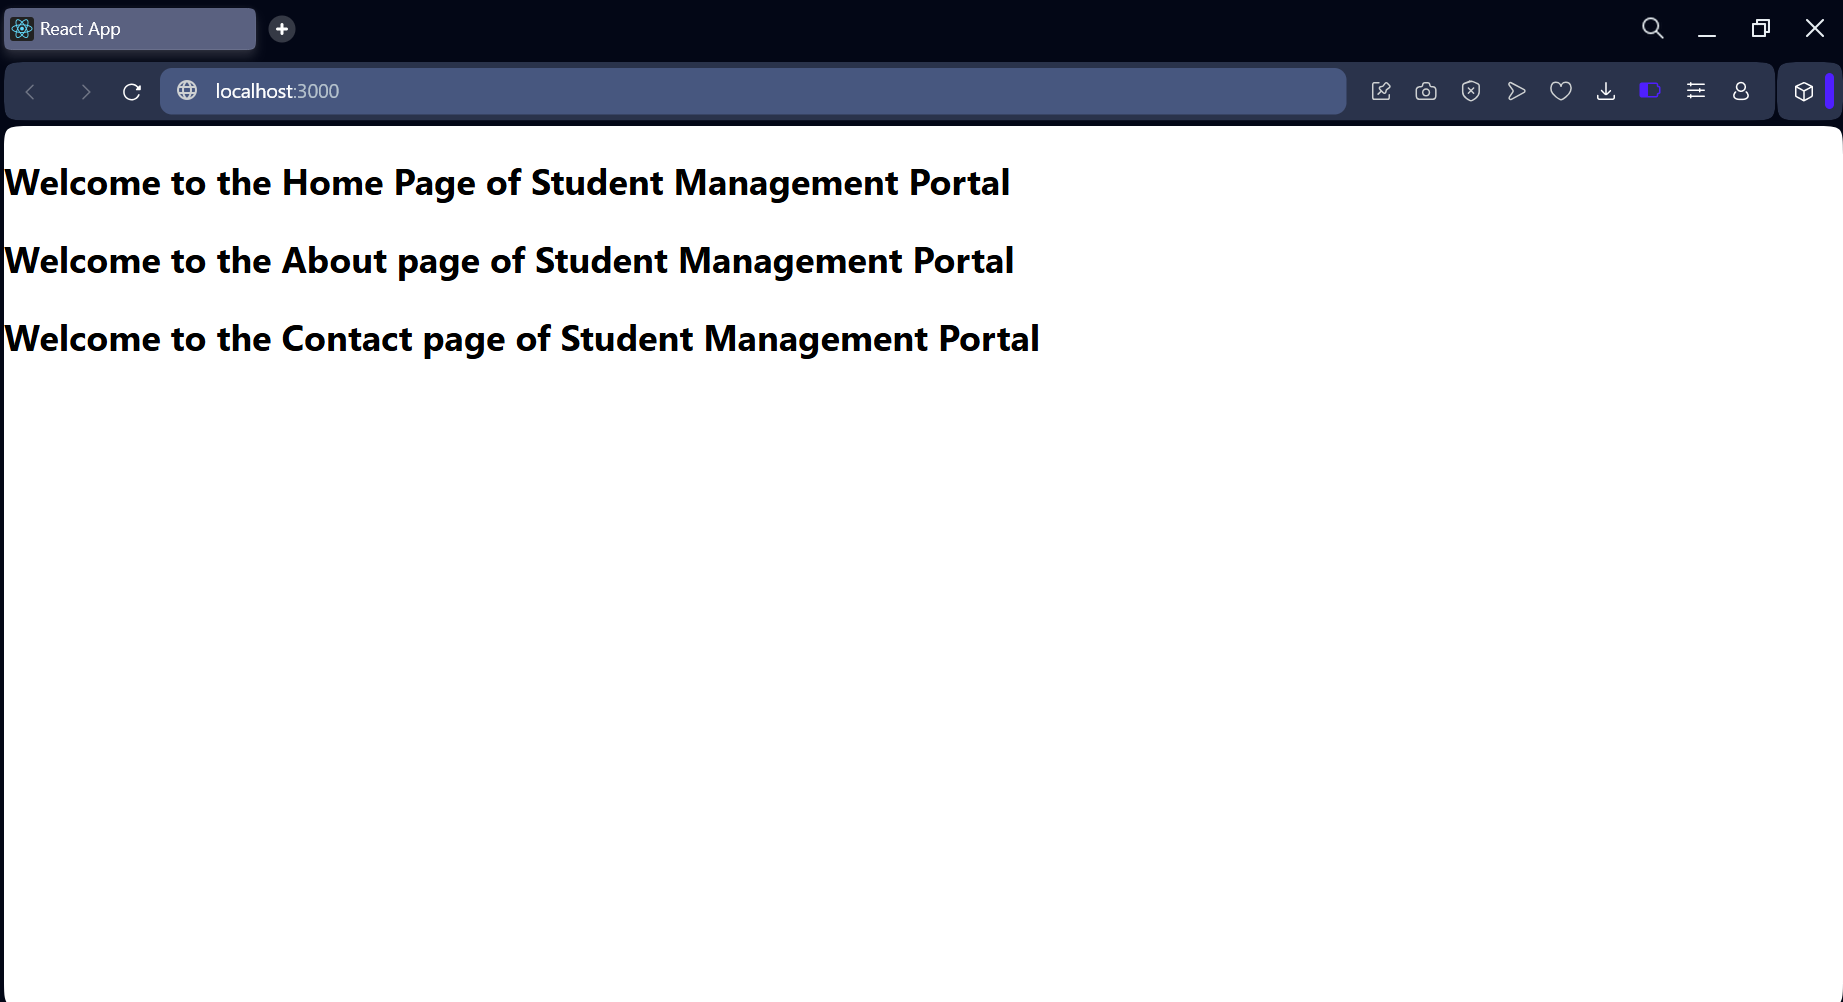 React App
localhost:3000
Welcome to the Home Page of Student Management Portal
Welcome to the About page of Student Management Portal
Welcome to the Contact page of Student Management Portal